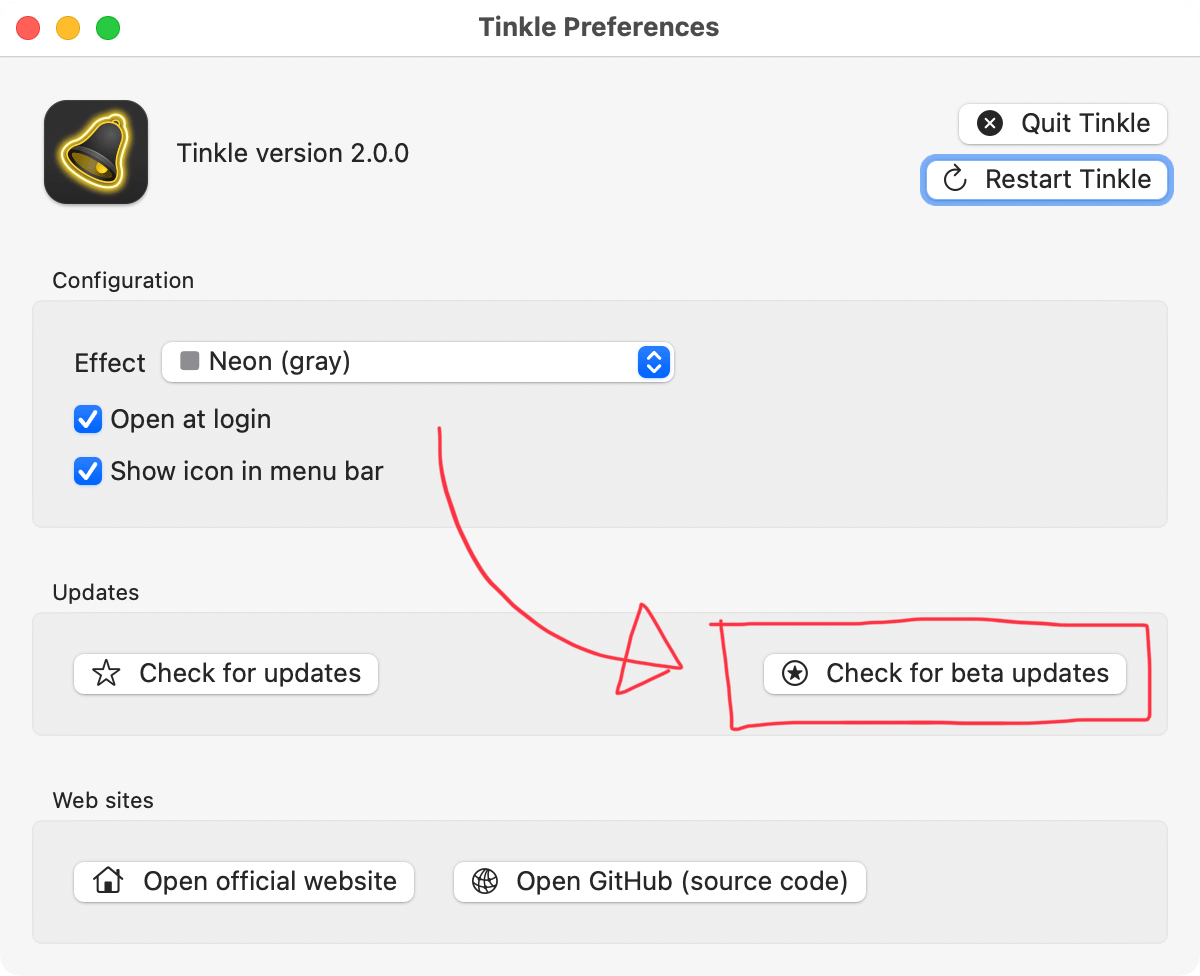 Tinkle Preferences
Tinkle version 2.0.0
Quit Tinkle
Restart Tinkle
Configuration
Effect Neon (gray)
Open at login
Show icon in menu bar
Updates
Check for updates Check for beta updates
Web sites
Open official website Open GitHub (source code)